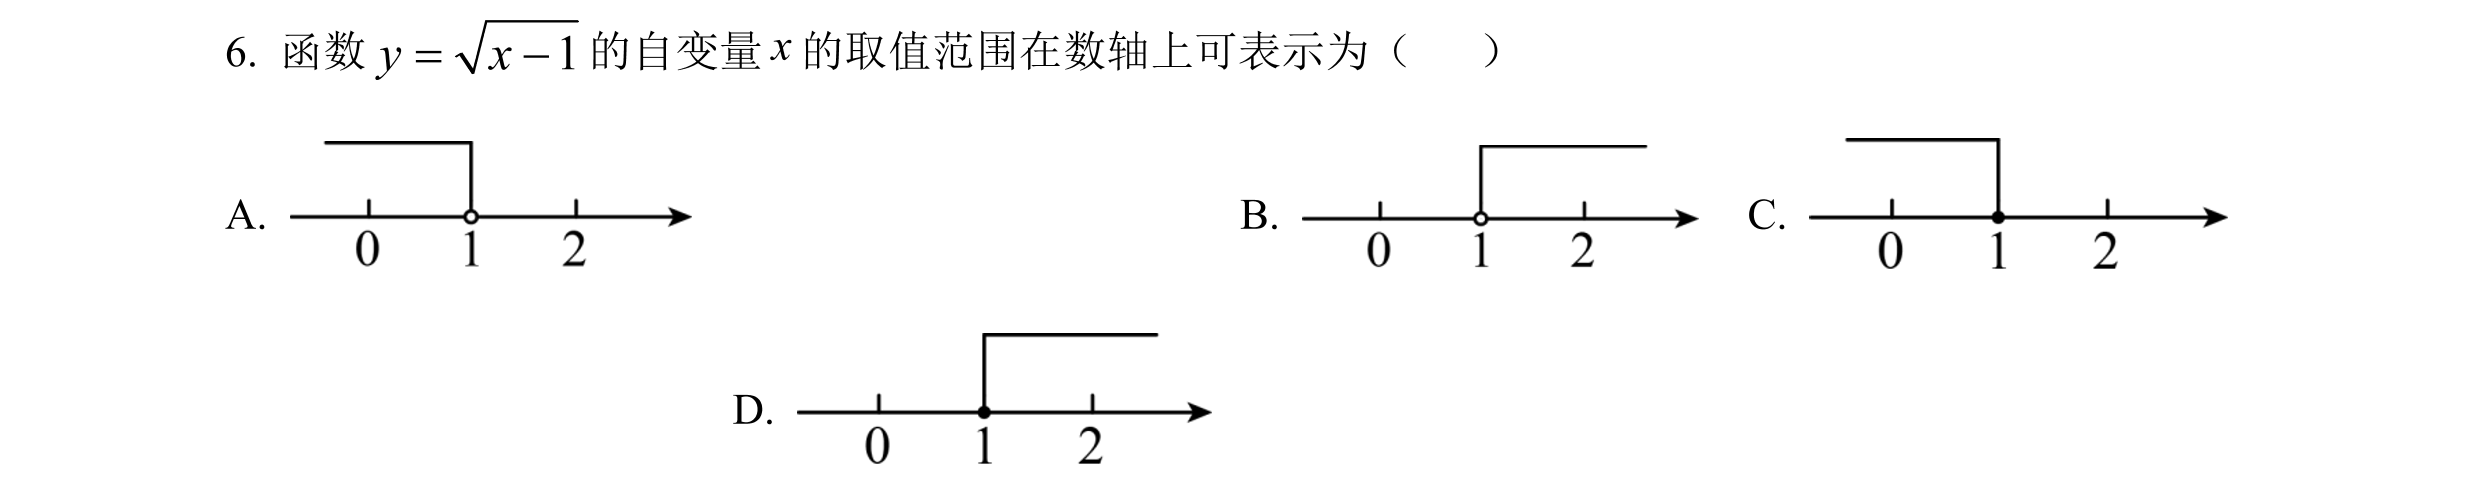 6. 函数 y = √(x − 1) 的自变量 x 的取值范围在数轴上可表示为（  ）
A. 0 1 2 B. 0 1 2 C. 0 1 2
D. 0 1 2